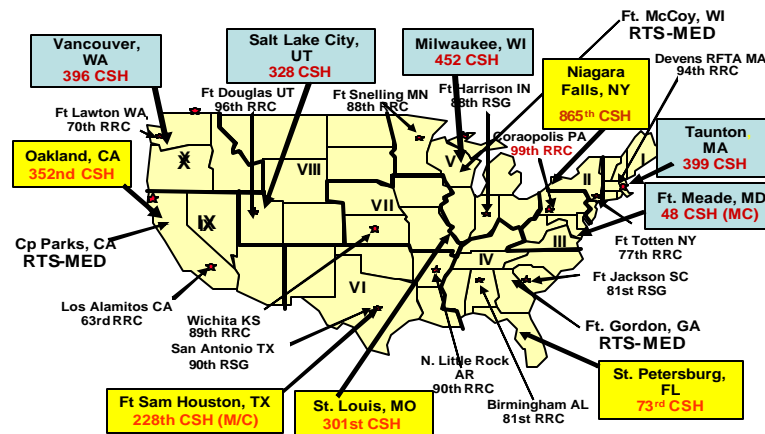 Ft. McCoy, WI
RTS-MED
Vancouver,
WA
396 CSH
Salt Lake City,
UT
328 CSH
Milwaukee, WI
452 CSH
Niagara
Falls, NY
865th CSH
Devens RFTA MA
94th RRC
Ft Douglas UT
96th RRC
Ft Snelling MN
88th RRC
Ft Harrison IN
88th RSG
Ft Lawton WA,
70th RRC
Coraopolis PA
99th RRC
Taunton,
MA
399 CSH
Oakland, CA
352nd CSH
X
VIII
V
II
I
Ft. Meade, MD
48 CSH (MC)
IX
VII
III
IV
VI
Cp Parks, CA
RTS-MED
Ft Totten NY
77th RRC
Ft Jackson SC
81st RSG
Los Alamitos CA
63rd RRC
Wichita KS
89th RRC
San Antonio TX
90th RSG
Ft. Gordon, GA
RTS-MED
N. Little Rock
AR
90th RRC
Birmingham AL
81st RRC
Ft Sam Houston, TX
228th CSH (M/C)
St. Louis, MO
301st CSH
St. Petersburg,
FL
73rd CSH